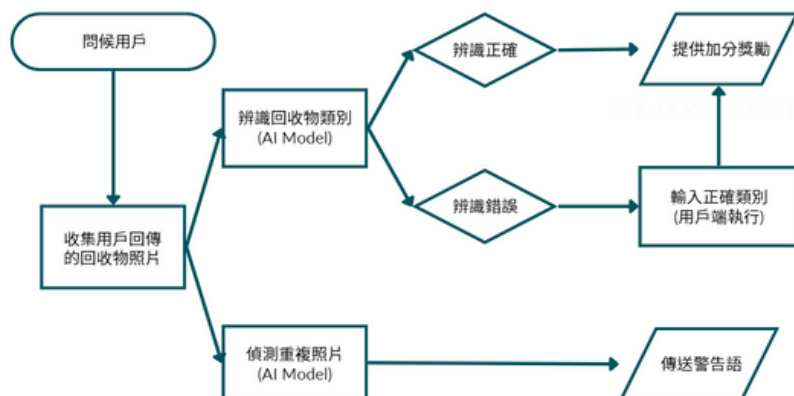 問候用戶
辨識正確
提供加分獎勵
辨識回收物類別
(AI Model)
收集用戶回傳
的回收物照片
辨識錯誤
輸入正確類別
(用戶端執行)
偵測重複照片
(AI Model)
傳送警告語